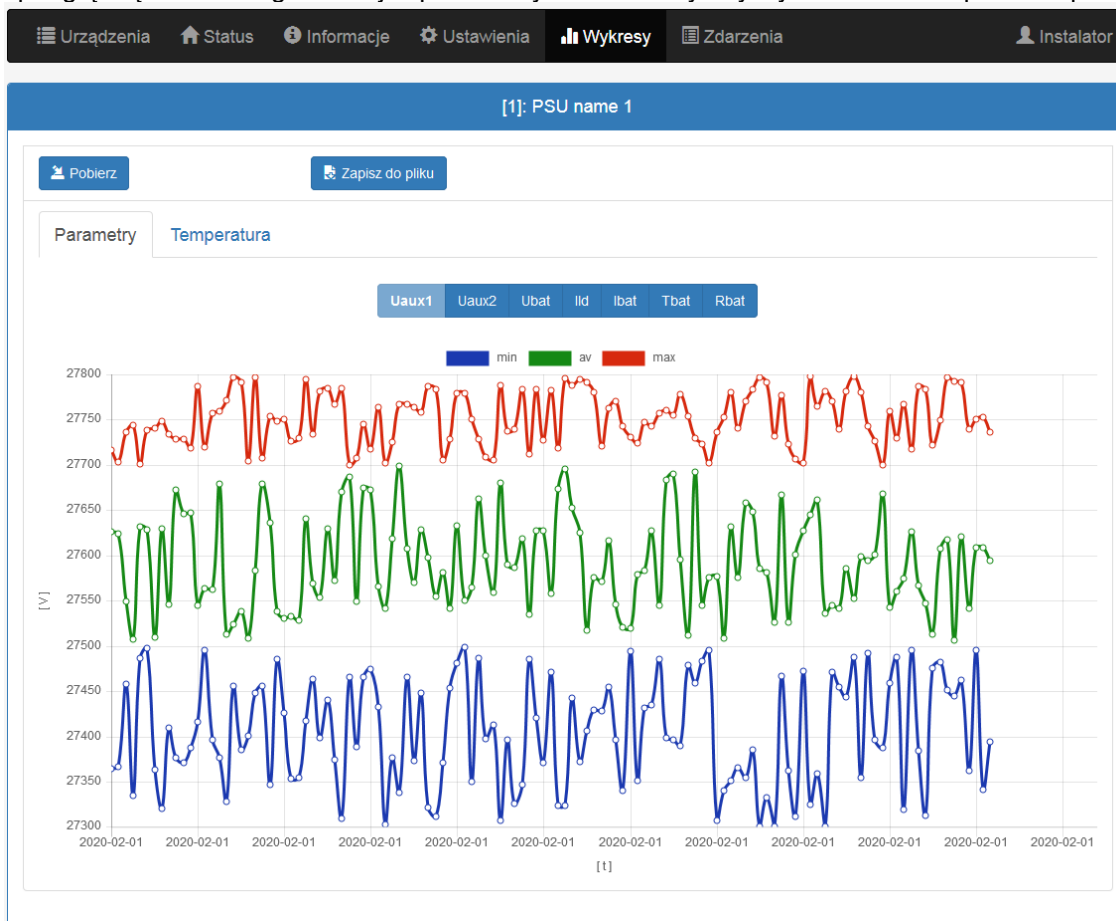 Urządzenia Status Informacje Ustawienia Wykresy Zdarzenia Instalator
[1]: PSU name 1
Pobierz Zapisz do pliku
Parametry Temperatura
Uaux1 Uaux2 Ubat Ild Ibat Tbat Rbat
min av max
27800
27750
27700
27650
27600
27550
[V]
27500
27450
27400
27350
27300
2020-02-01 2020-02-01 2020-02-01 2020-02-01 2020-02-01 2020-02-01 2020-02-01 2020-02-01 2020-02-01 2020-02-01 2020-02-01 2020-02-01
[t]